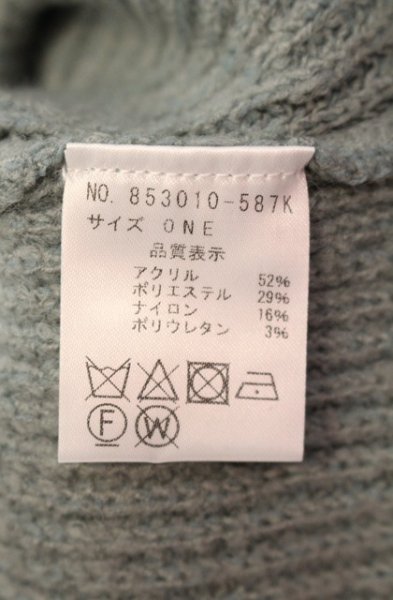 NO. 853010-587K
サイズ ONE
品質表示
アクリル 52%
ポリエステル 29%
ナイロン 16%
ポリウレタン 3%
F W